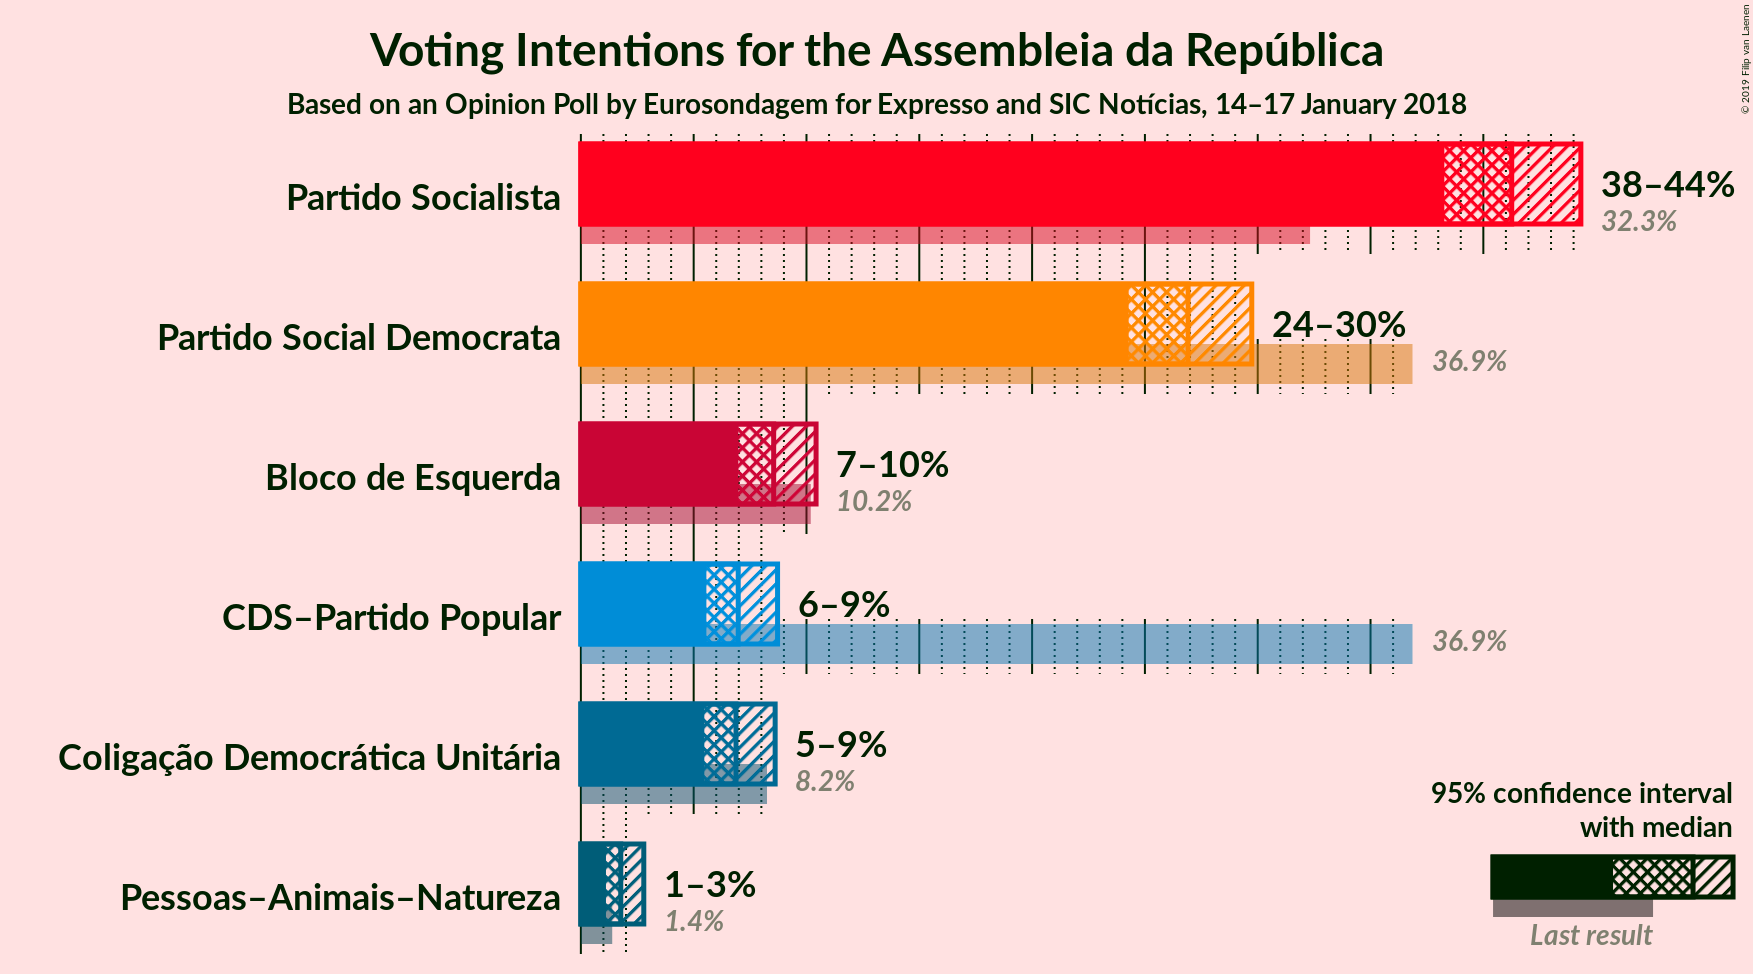 Voting Intentions for the Assembleia da República
Based on an Opinion Poll by Eurosondagem for Expresso and SIC Notícias, 14–17 January 2018
© 2019 Filip van Laenen
Partido Socialista
38–44%
32.3%
Partido Social Democrata
24–30%
36.9%
Bloco de Esquerda
7–10%
10.2%
CDS–Partido Popular
6–9%
36.9%
Coligação Democrática Unitária
5–9%
8.2%
Pessoas–Animais–Natureza
1–3%
1.4%
95% confidence interval
with median
Last result